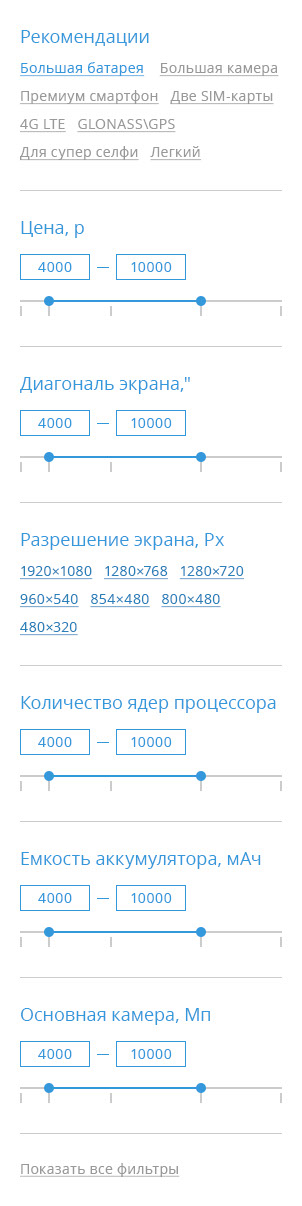 Рекомендации
Большая батарея Большая камера
Премиум смартфон Две SIM-карты
4G LTE GLONASS\GPS
Для супер селфи Легкий
Цена, р
4000 — 10000
Диагональ экрана,"
4000 — 10000
Разрешение экрана, Px
1920×1080 1280×768 1280×720
960×540 854×480 800×480
480×320
Количество ядер процессора
4000 — 10000
Емкость аккумулятора, мАч
4000 — 10000
Основная камера, Мп
4000 — 10000
Показать все фильтры